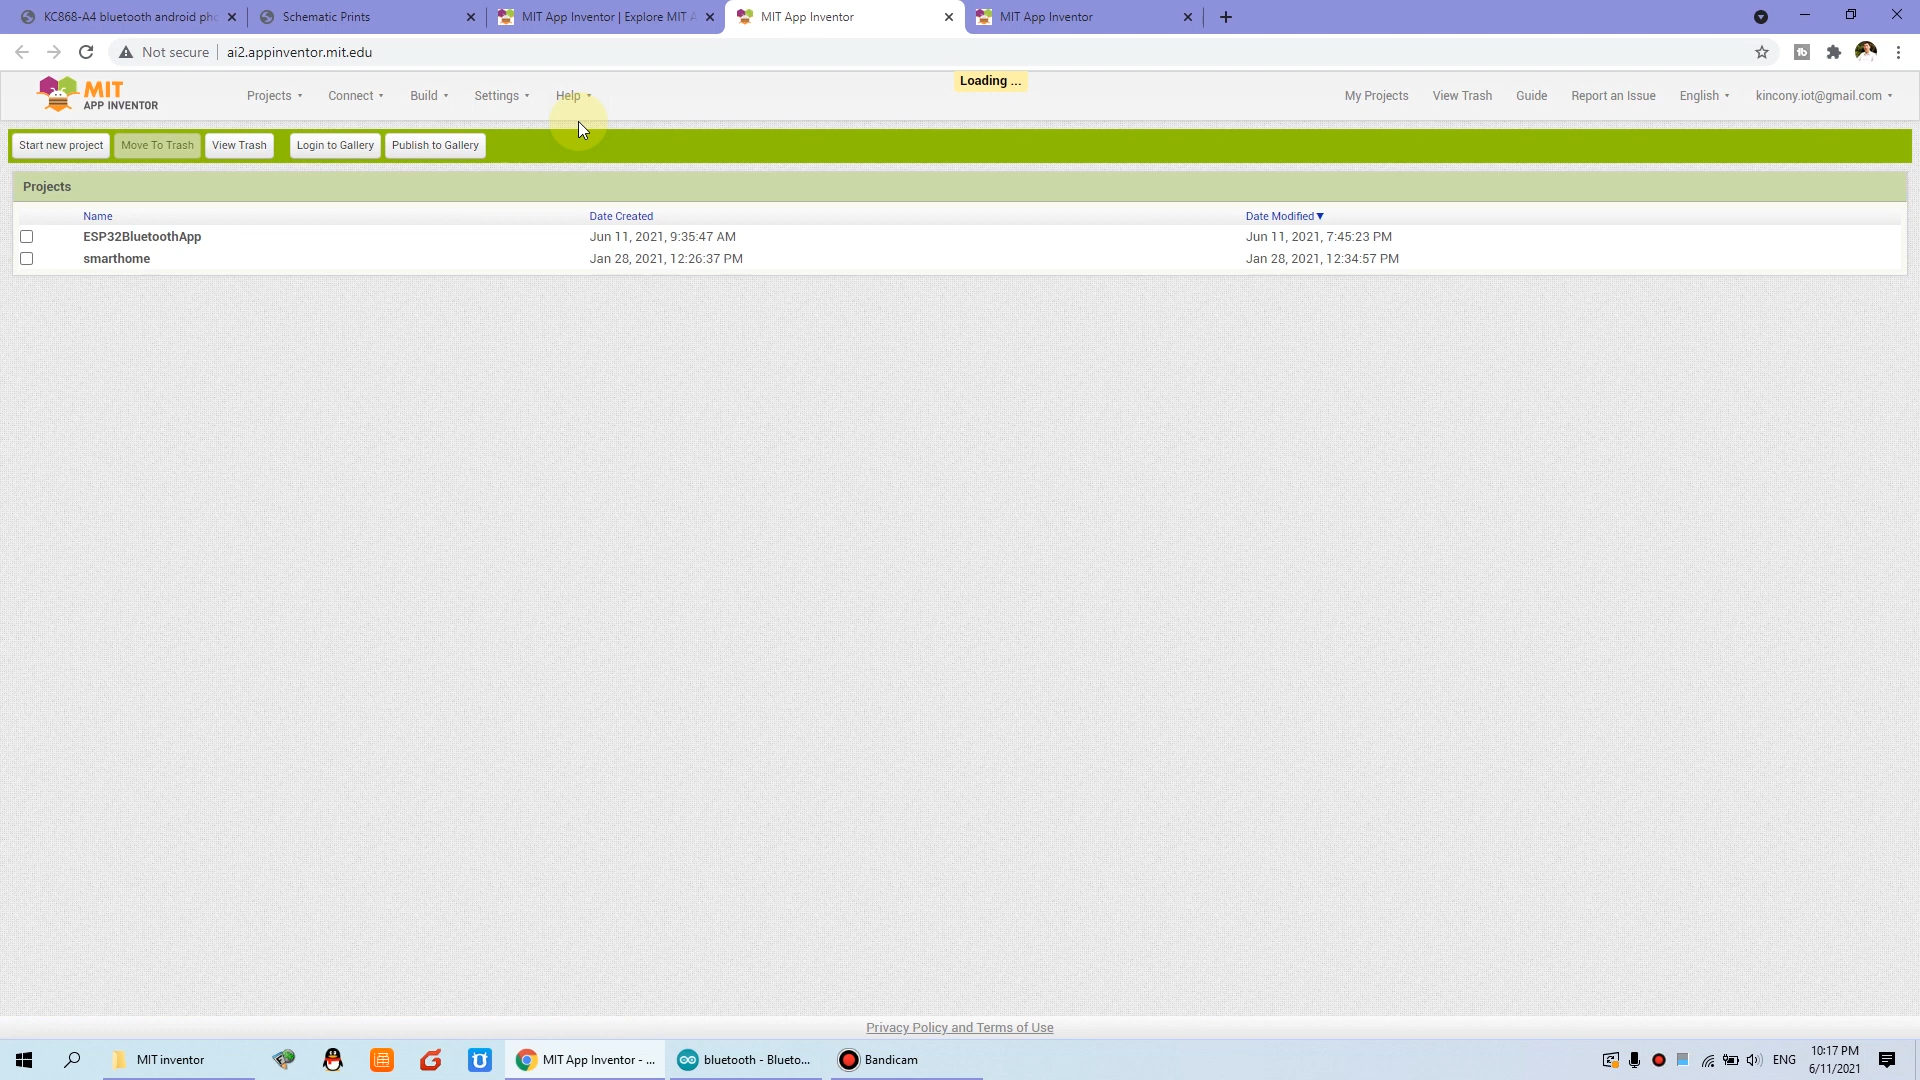 KC868-A4 bluetooth android pho
Schematic Prints
MIT App Inventor | Explore MIT A
MIT App Inventor
MIT App Inventor
Not secure
ai2.appinventor.mit.edu
MIT
APP INVENTOR
Projects
Connect
Build
Settings
Help
Loading ...
My Projects
View Trash
Guide
Report an Issue
English
kincony.iot@gmail.com
Start new project
Move To Trash
View Trash
Login to Gallery
Publish to Gallery
Projects
Name Date Created Date Modified▼
ESP32BluetoothApp Jun 11, 2021, 9:35:47 AM Jun 11, 2021, 7:45:23 PM
smarthome Jan 28, 2021, 12:26:37 PM Jan 28, 2021, 12:34:57 PM
Privacy Policy and Terms of Use
MIT inventor
MIT App Inventor - ...
bluetooth - Blueto...
Bandicam
ENG
10:17 PM
6/11/2021